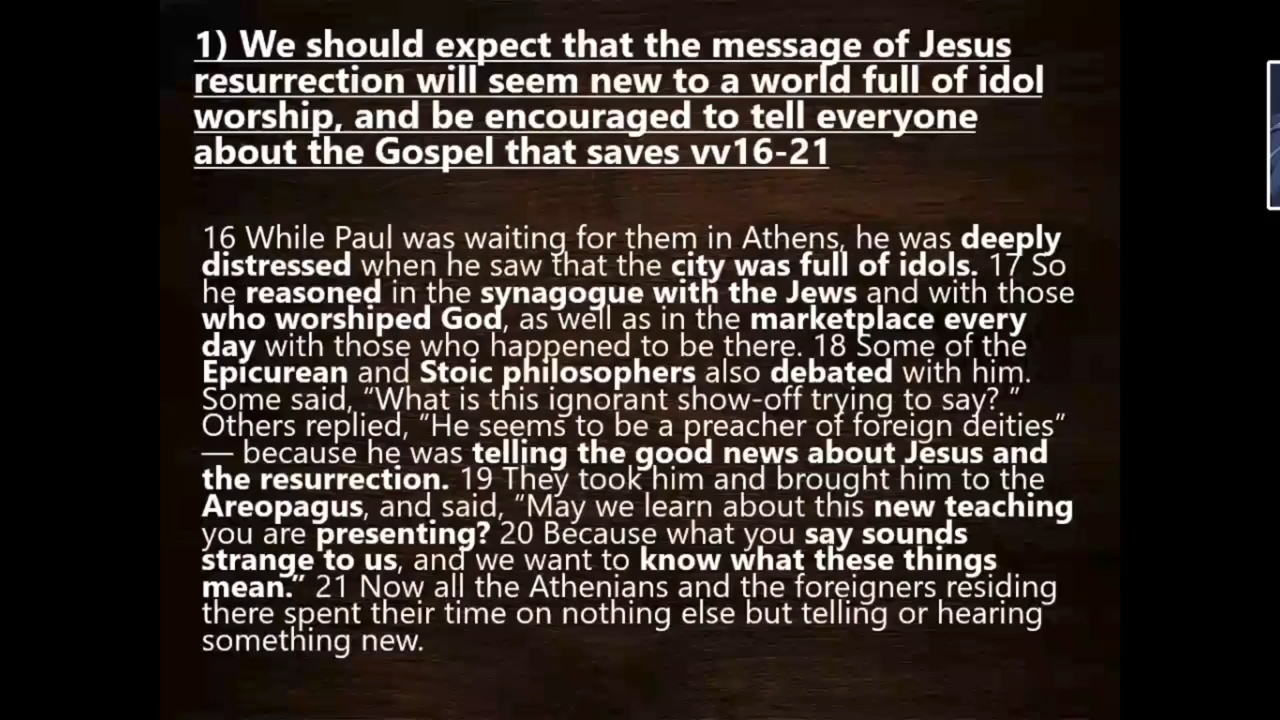 1) We should expect that the message of Jesus
resurrection will seem new to a world full of idol
worship, and be encouraged to tell everyone
about the Gospel that saves vv16-21
16 While Paul was waiting for them in Athens, he was deeply
distressed when he saw that the city was full of idols. 17 So
he reasoned in the synagogue with the Jews and with those
who worshiped God, as well as in the marketplace every
day with those who happened to be there. 18 Some of the
Epicurean and Stoic philosophers also debated with him.
Some said, “What is this ignorant show-off trying to say? ”
Others replied, “He seems to be a preacher of foreign deities”
— because he was telling the good news about Jesus and
the resurrection. 19 They took him and brought him to the
Areopagus, and said, “May we learn about this new teaching
you are presenting? 20 Because what you say sounds
strange to us, and we want to know what these things
mean.” 21 Now all the Athenians and the foreigners residing
there spent their time on nothing else but telling or hearing
something new.